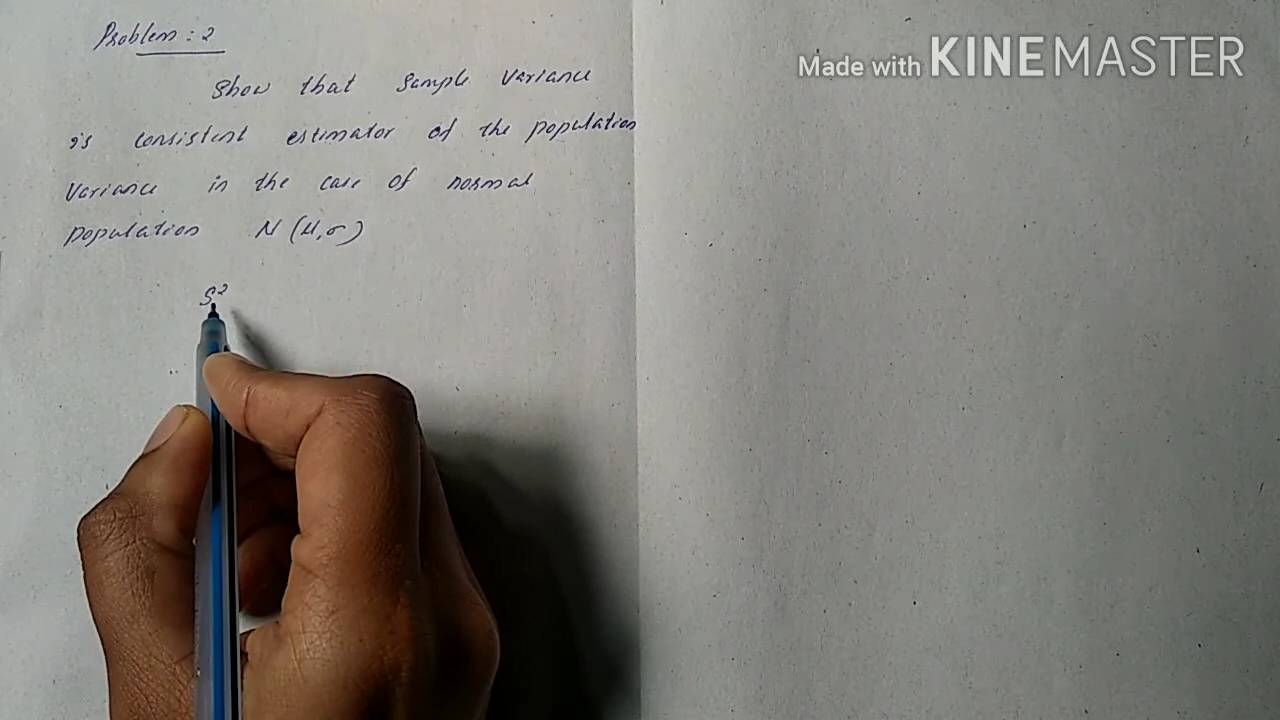 Problem : 2
Made with KINEMASTER
Show that Sample Variance
is consistent estimator of the population
Variance in the case of normal
population N (μ, σ)
S²